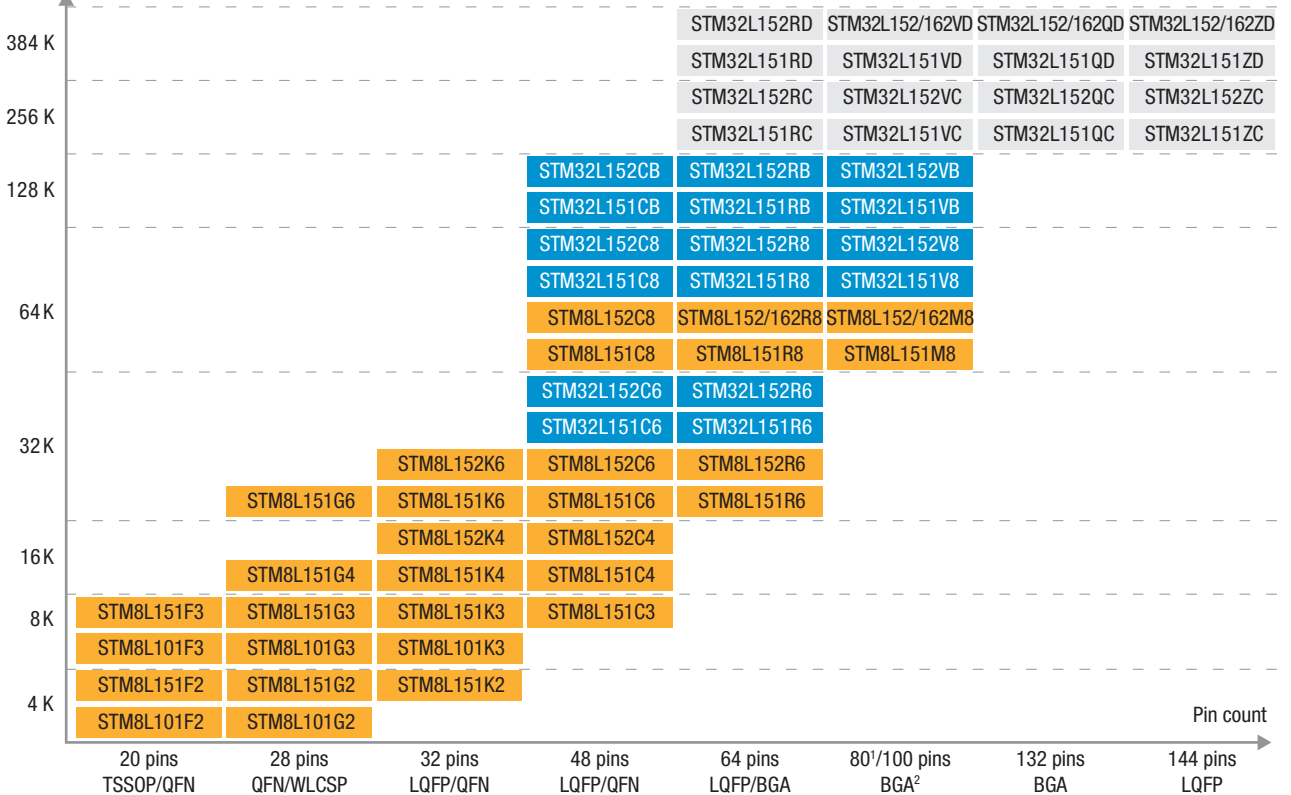 384 K
STM32L152RD STM32L152/162VD STM32L152/162QD STM32L152/162ZD
STM32L151RD STM32L151VD STM32L151QD STM32L151ZD
256 K
STM32L152RC STM32L152VC STM32L152QC STM32L152ZC
STM32L151RC STM32L151VC STM32L151QC STM32L151ZC
128 K
STM32L152CB STM32L152RB STM32L152VB
STM32L151CB STM32L151RB STM32L151VB
64 K
STM32L152C8 STM32L152R8 STM32L152V8
STM32L151C8 STM32L151R8 STM32L151V8
STM8L152C8 STM8L152/162R8 STM8L152/162M8
STM8L151C8 STM8L151R8 STM8L151M8
32 K
STM32L152C6 STM32L152R6
STM32L151C6 STM32L151R6
STM8L152K6 STM8L152C6 STM8L152R6
STM8L151G6 STM8L151K6 STM8L151C6 STM8L151R6
16 K
STM8L152K4 STM8L152C4
STM8L151G4 STM8L151K4 STM8L151C4
8 K
STM8L151F3 STM8L151G3 STM8L151K3 STM8L151C3
STM8L101F3 STM8L101G3 STM8L101K3
4 K
STM8L151F2 STM8L151G2 STM8L151K2
STM8L101F2 STM8L101G2
Pin count
20 pins 28 pins 32 pins 48 pins 64 pins 80¹/100 pins 132 pins 144 pins
TSSOP/QFN QFN/WLCSP LQFP/QFN LQFP/QFN LQFP/BGA BGA² BGA LQFP